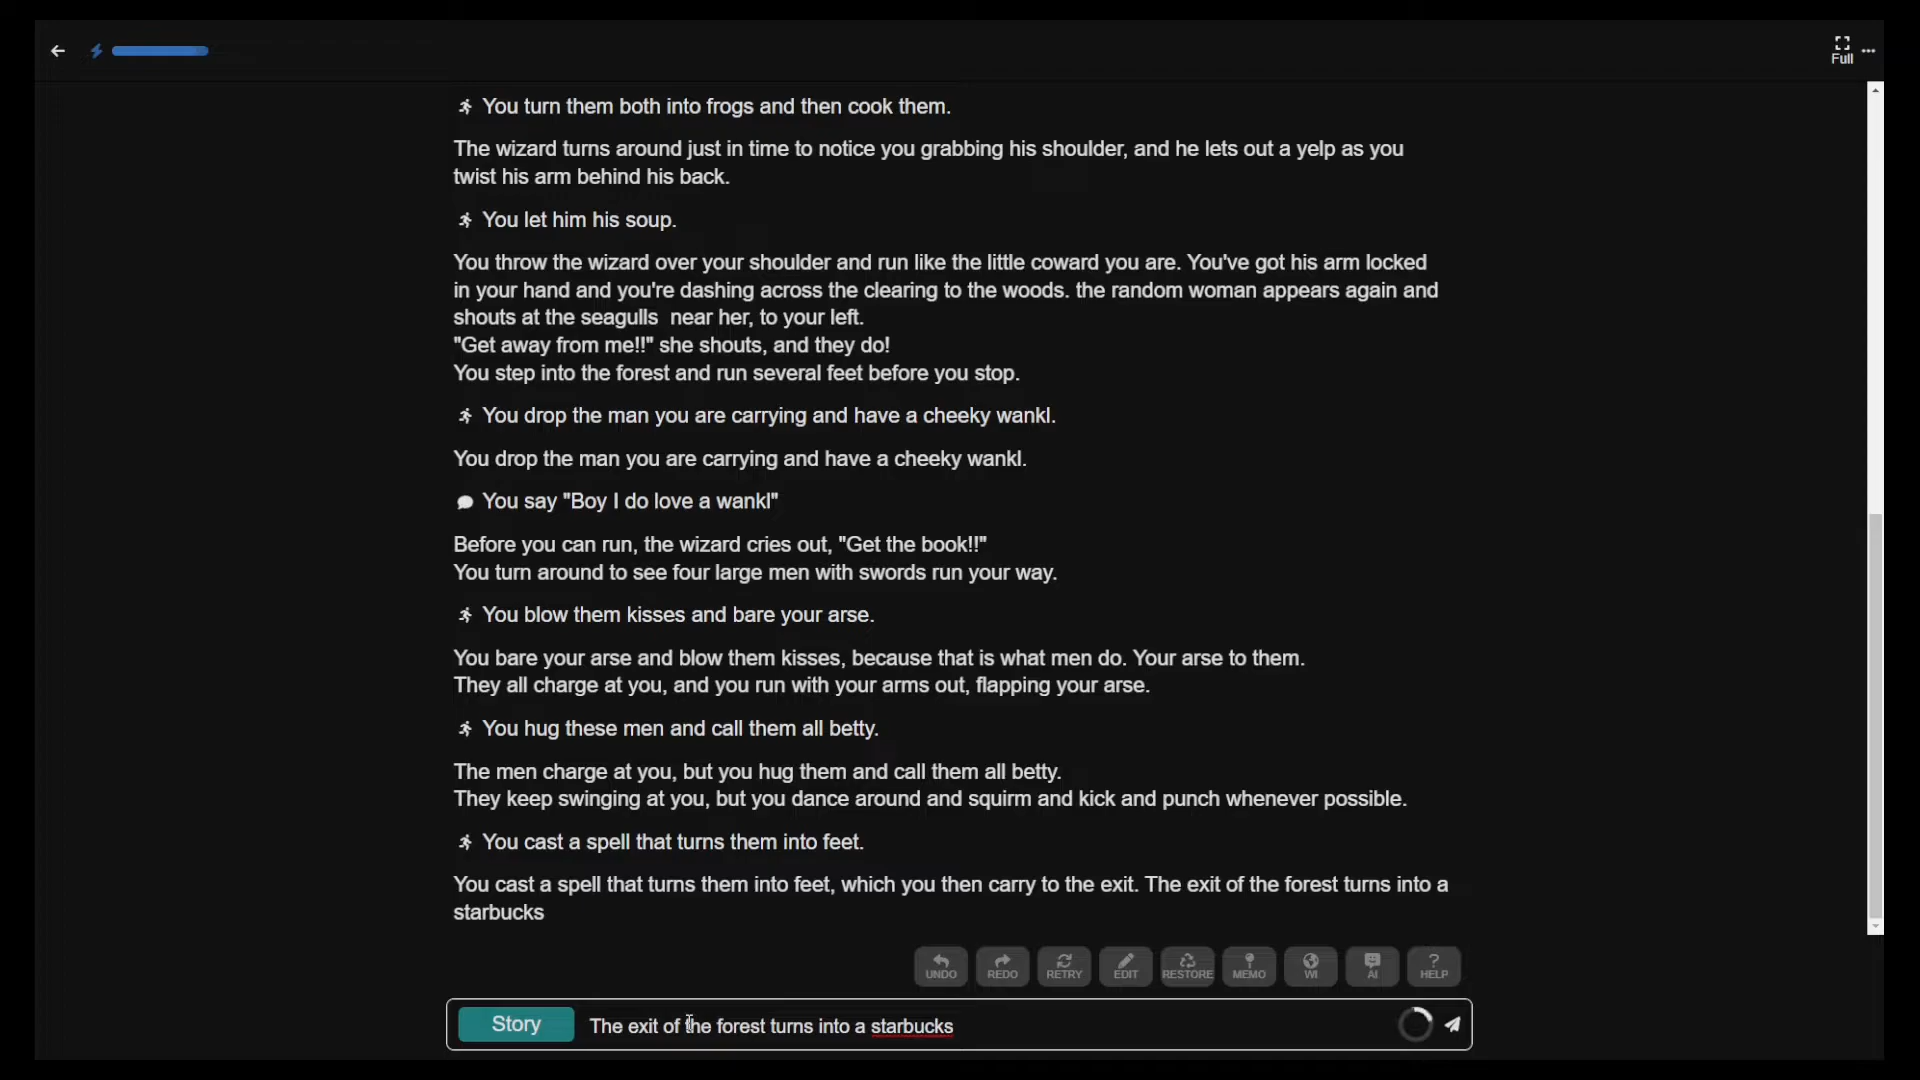 Full
You turn them both into frogs and then cook them.
The wizard turns around just in time to notice you grabbing his shoulder, and he lets out a yelp as you
twist his arm behind his back.
You let him his soup.
You throw the wizard over your shoulder and run like the little coward you are. You've got his arm locked
in your hand and you're dashing across the clearing to the woods. the random woman appears again and
shouts at the seagulls  near her, to your left.
"Get away from me!!" she shouts, and they do!
You step into the forest and run several feet before you stop.
You drop the man you are carrying and have a cheeky wankl.
You drop the man you are carrying and have a cheeky wankl.
You say "Boy I do love a wankl"
Before you can run, the wizard cries out, "Get the book!!"
You turn around to see four large men with swords run your way.
You blow them kisses and bare your arse.
You bare your arse and blow them kisses, because that is what men do. Your arse to them.
They all charge at you, and you run with your arms out, flapping your arse.
You hug these men and call them all betty.
The men charge at you, but you hug them and call them all betty.
They keep swinging at you, but you dance around and squirm and kick and punch whenever possible.
You cast a spell that turns them into feet.
You cast a spell that turns them into feet, which you then carry to the exit. The exit of the forest turns into a
starbucks
UNDO REDO RETRY EDIT RESTORE MEMO WI AI HELP
Story The exit of the forest turns into a starbucks